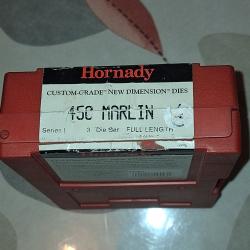 Hornady
CUSTOM-GRADE NEW DIMENSION DIES
450 MARLIN
Series I 3 Die Set FULL LENGTH